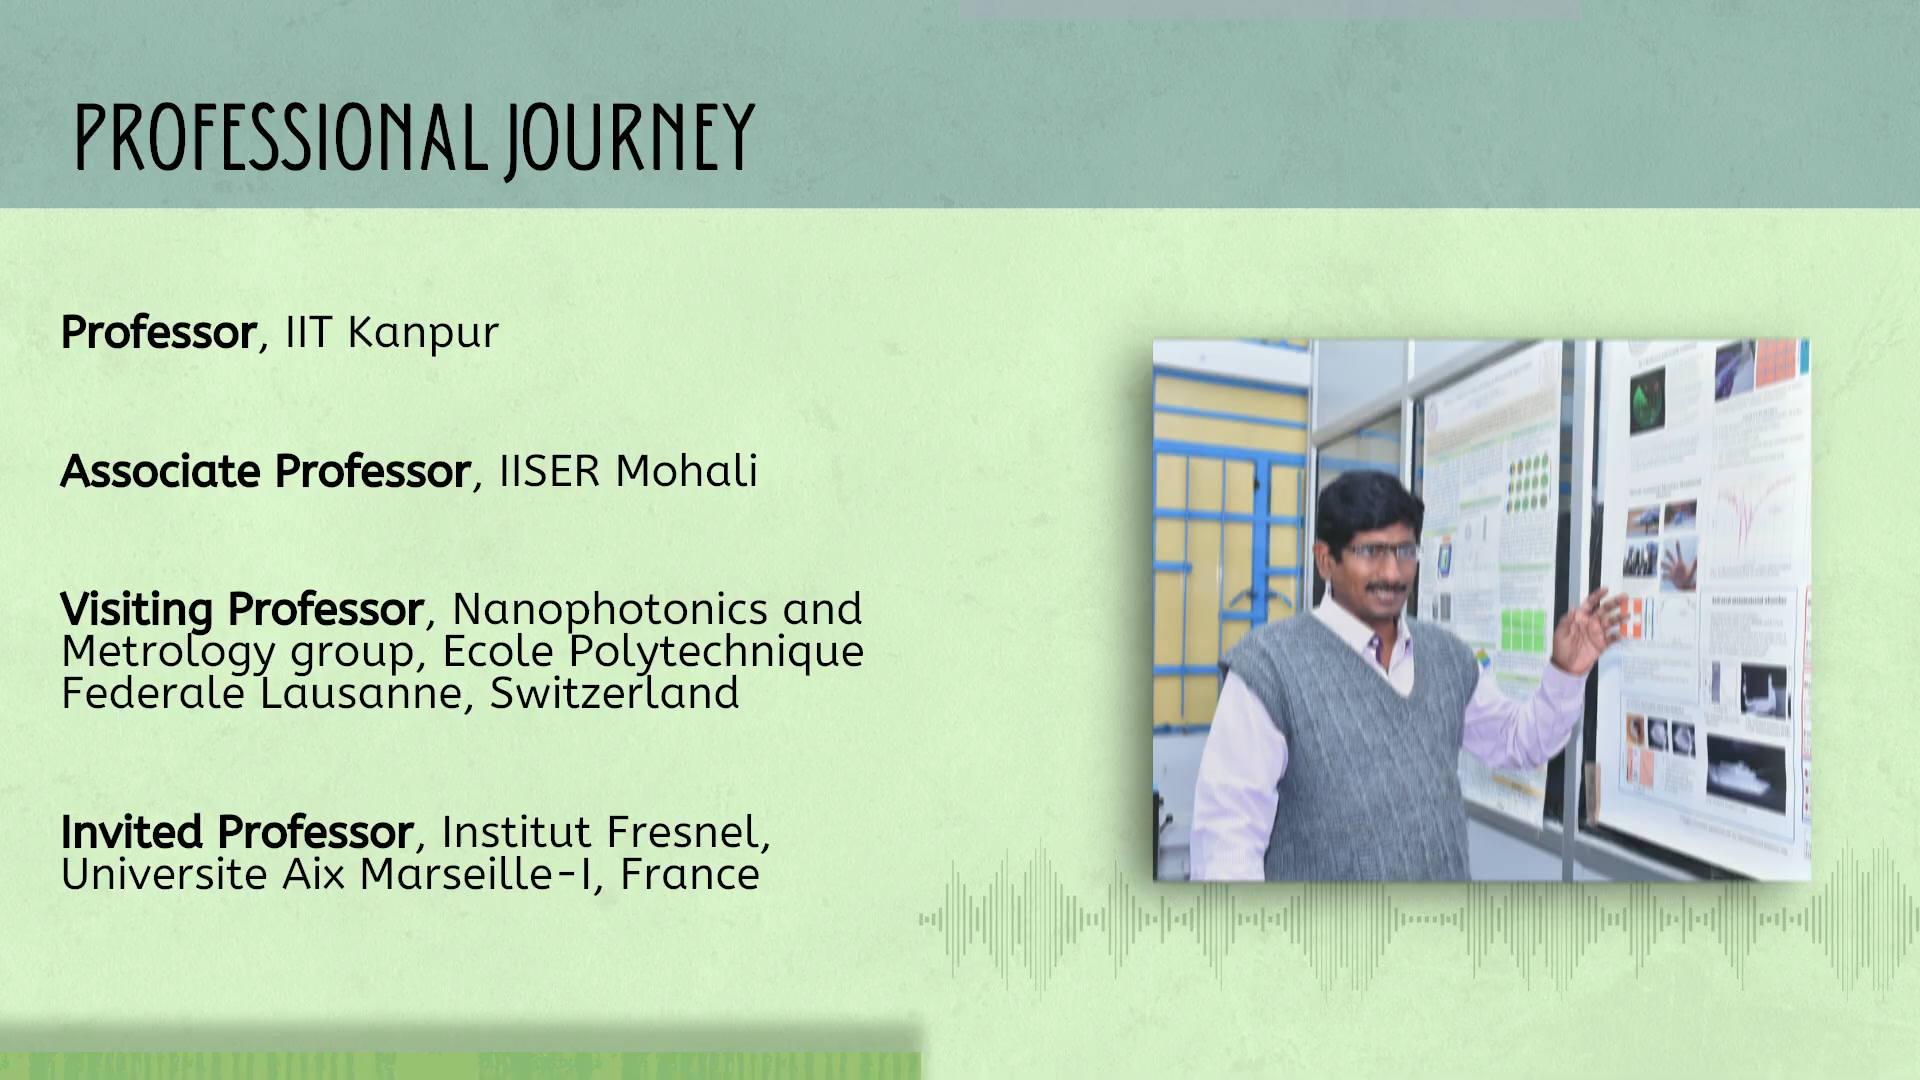 PROFESSIONAL JOURNEY
Professor, IIT Kanpur
Associate Professor, IISER Mohali
Visiting Professor, Nanophotonics and
Metrology group, Ecole Polytechnique
Federale Lausanne, Switzerland
Invited Professor, Institut Fresnel,
Universite Aix Marseille-I, France